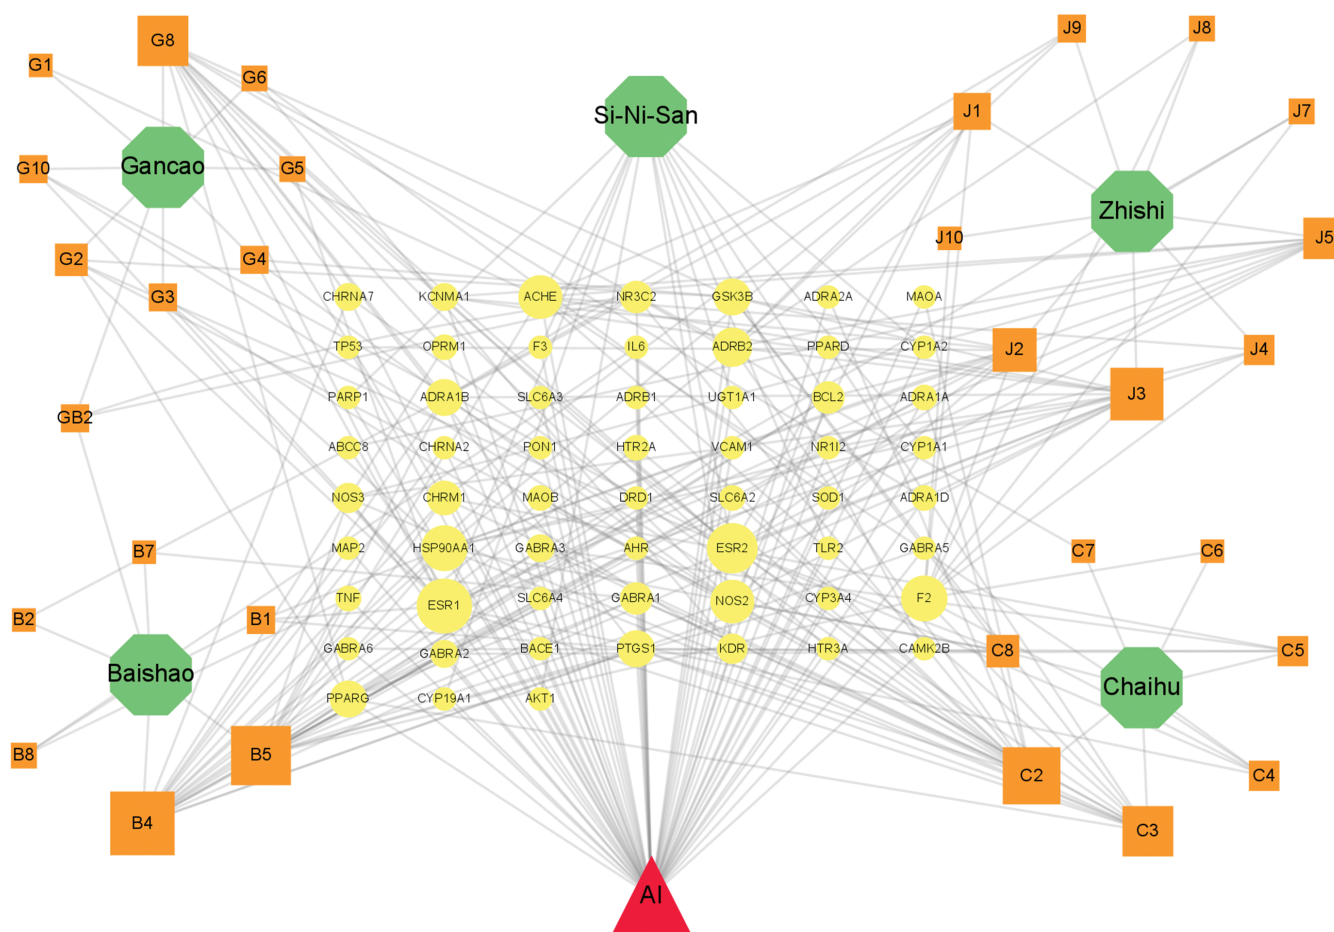 G8
J9
J8
G1
G6
Si-Ni-San
J1
J7
Gancao
G10
G5
Zhishi
J10
J5
G2
G4
G3
CHRNA7
KCNMA1
ACHE
NR3C2
GSK3B
ADRA2A
MAOA
TP53
OPRM1
F3
IL6
ADRB2
PPARD
CYP1A2
J2
J4
PARP1
ADRA1B
SLC6A3
ADRB1
UGT1A1
BCL2
ADRA1A
J3
GB2
ABCC8
CHRNA2
PON1
HTR2A
VCAM1
NR1I2
CYP1A1
NOS3
CHRM1
MAOB
DRD1
SLC6A2
SOD1
ADRA1D
B7
MAP2
HSP90AA1
GABRA3
AHR
ESR2
TLR2
GABRA5
C7
C6
B2
B1
TNF
ESR1
SLC6A4
GABRA1
NOS2
CYP3A4
F2
GABRA6
GABRA2
BACE1
PTGS1
KDR
HTR3A
CAMK2B
C8
C5
Baishao
Chaihu
PPARG
CYP19A1
AKT1
B8
B5
C2
C4
B4
C3
AI